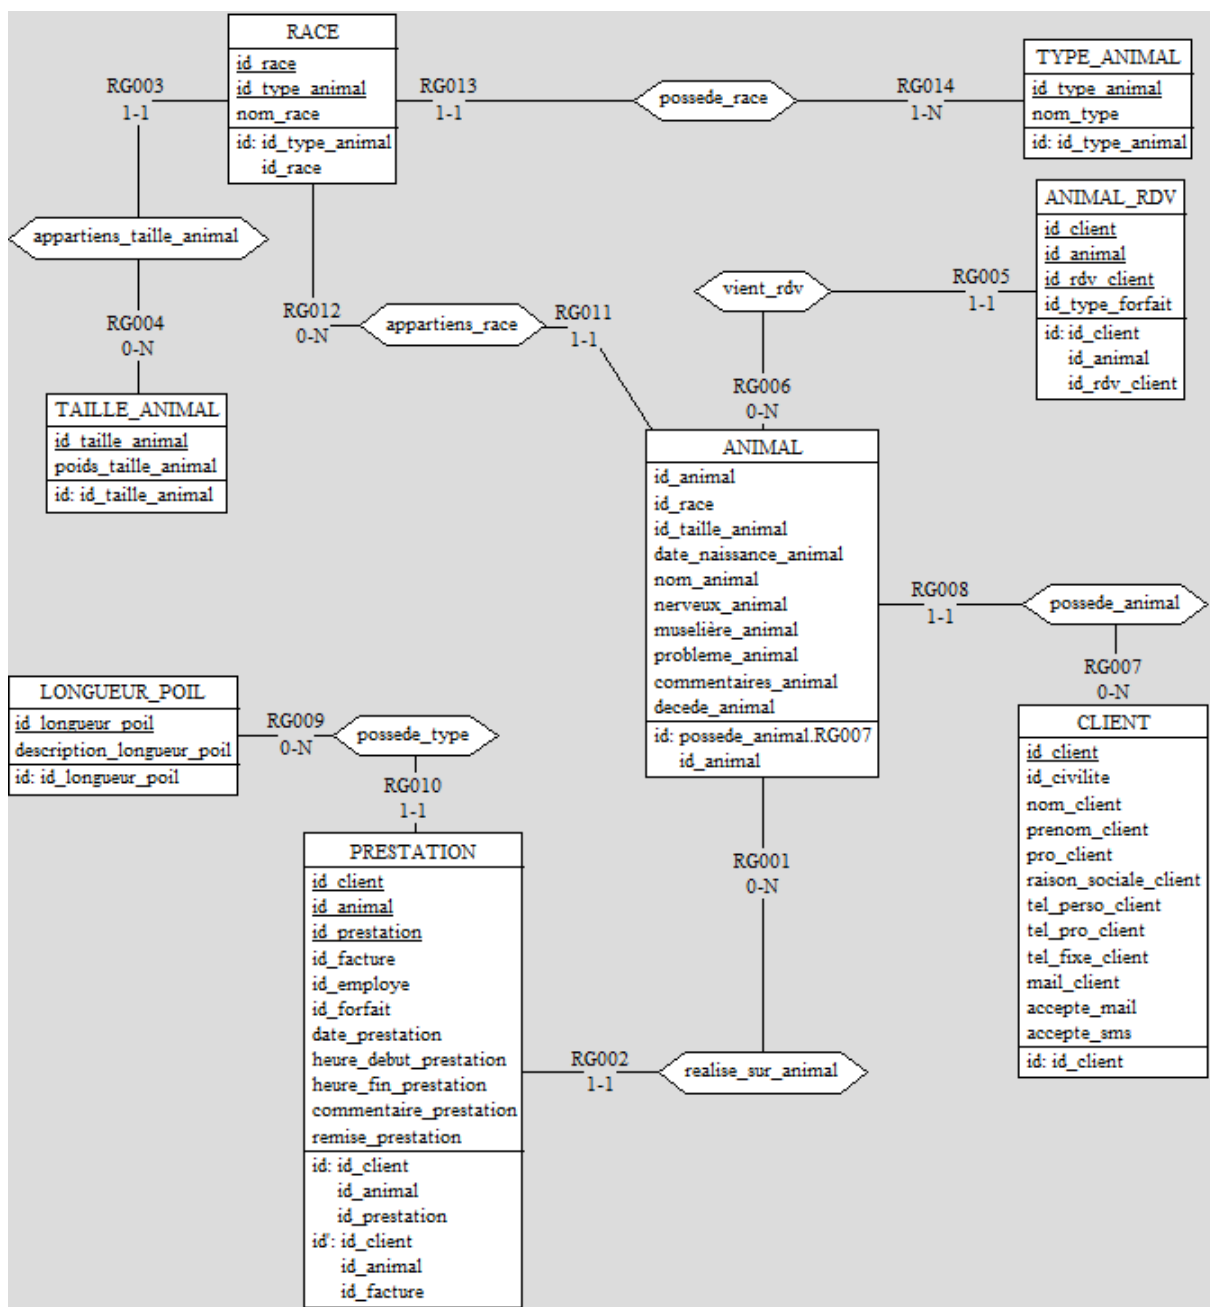 RACE
id_race
id_type_animal
nom_race
id: id_type_animal
id_race
RG003
1-1
RG013
1-1
possede_race
RG014
1-N
TYPE_ANIMAL
id_type_animal
nom_type
id: id_type_animal
appartiens_taille_animal
RG004
0-N
TAILLE_ANIMAL
id_taille_animal
poids_taille_animal
id: id_taille_animal
RG012
0-N
appartiens_race
RG011
1-1
vient_rdv
RG005
1-1
ANIMAL_RDV
id_client
id_animal
id_rdv_client
id_type_forfait
id: id_client
id_animal
id_rdv_client
RG006
0-N
ANIMAL
id_animal
id_race
id_taille_animal
date_naissance_animal
nom_animal
nerveux_animal
muselière_animal
probleme_animal
commentaires_animal
decede_animal
id: possede_animal.RG007
id_animal
RG008
1-1
possede_animal
RG007
0-N
CLIENT
id_client
id_civilite
nom_client
prenom_client
pro_client
raison_sociale_client
tel_perso_client
tel_pro_client
tel_fixe_client
mail_client
accepte_mail
accepte_sms
id: id_client
LONGUEUR_POIL
id_longueur_poil
description_longueur_poil
id: id_longueur_poil
RG009
0-N
possede_type
RG010
1-1
PRESTATION
id_client
id_animal
id_prestation
id_facture
id_employe
id_forfait
date_prestation
heure_debut_prestation
heure_fin_prestation
commentaire_prestation
remise_prestation
id: id_client
id_animal
id_prestation
id': id_client
id_animal
id_facture
RG002
1-1
realise_sur_animal
RG001
0-N